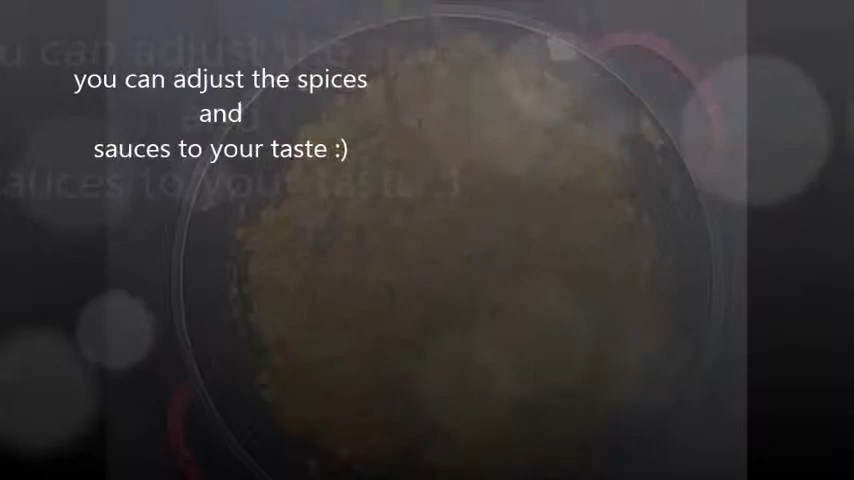 you can adjust the spices
and
sauces to your taste :)